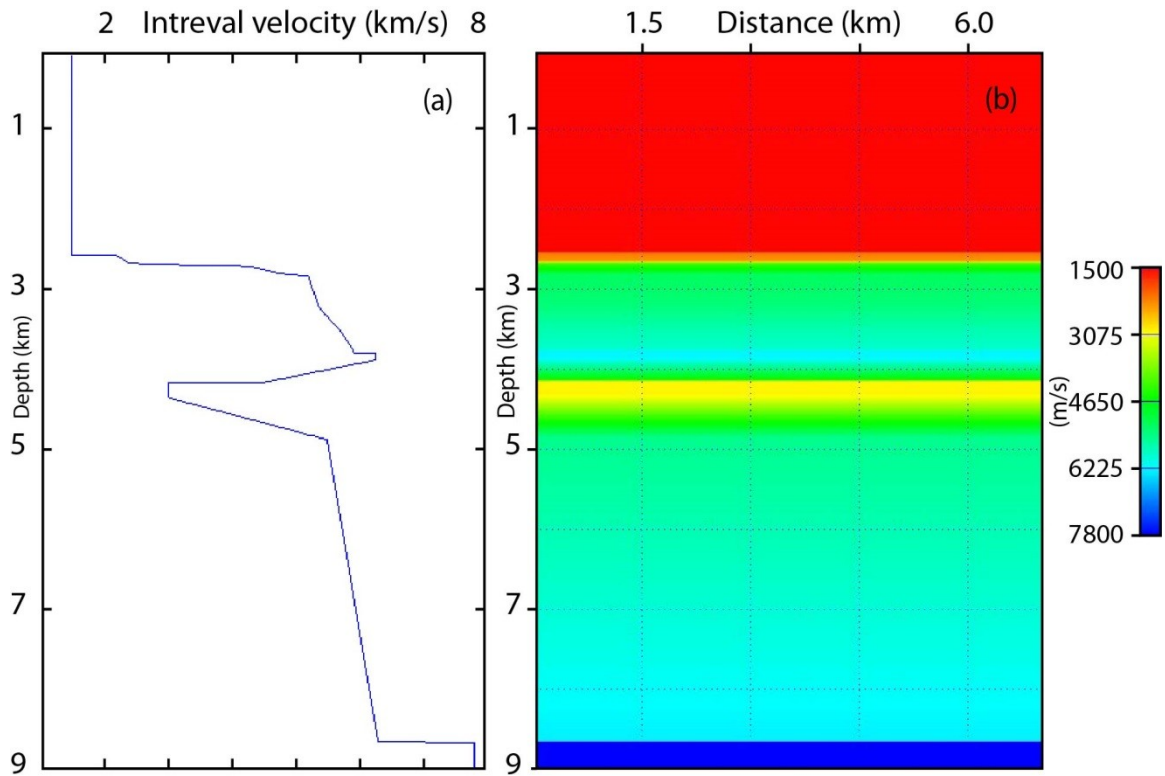 2 Intreval velocity (km/s) 8
Distance (km)
1.5 6.0
(a)
(b)
1
3
5
7
9
Depth (km)
1
3
5
7
9
Depth (km)
1500
3075
4650
6225
7800
(m/s)